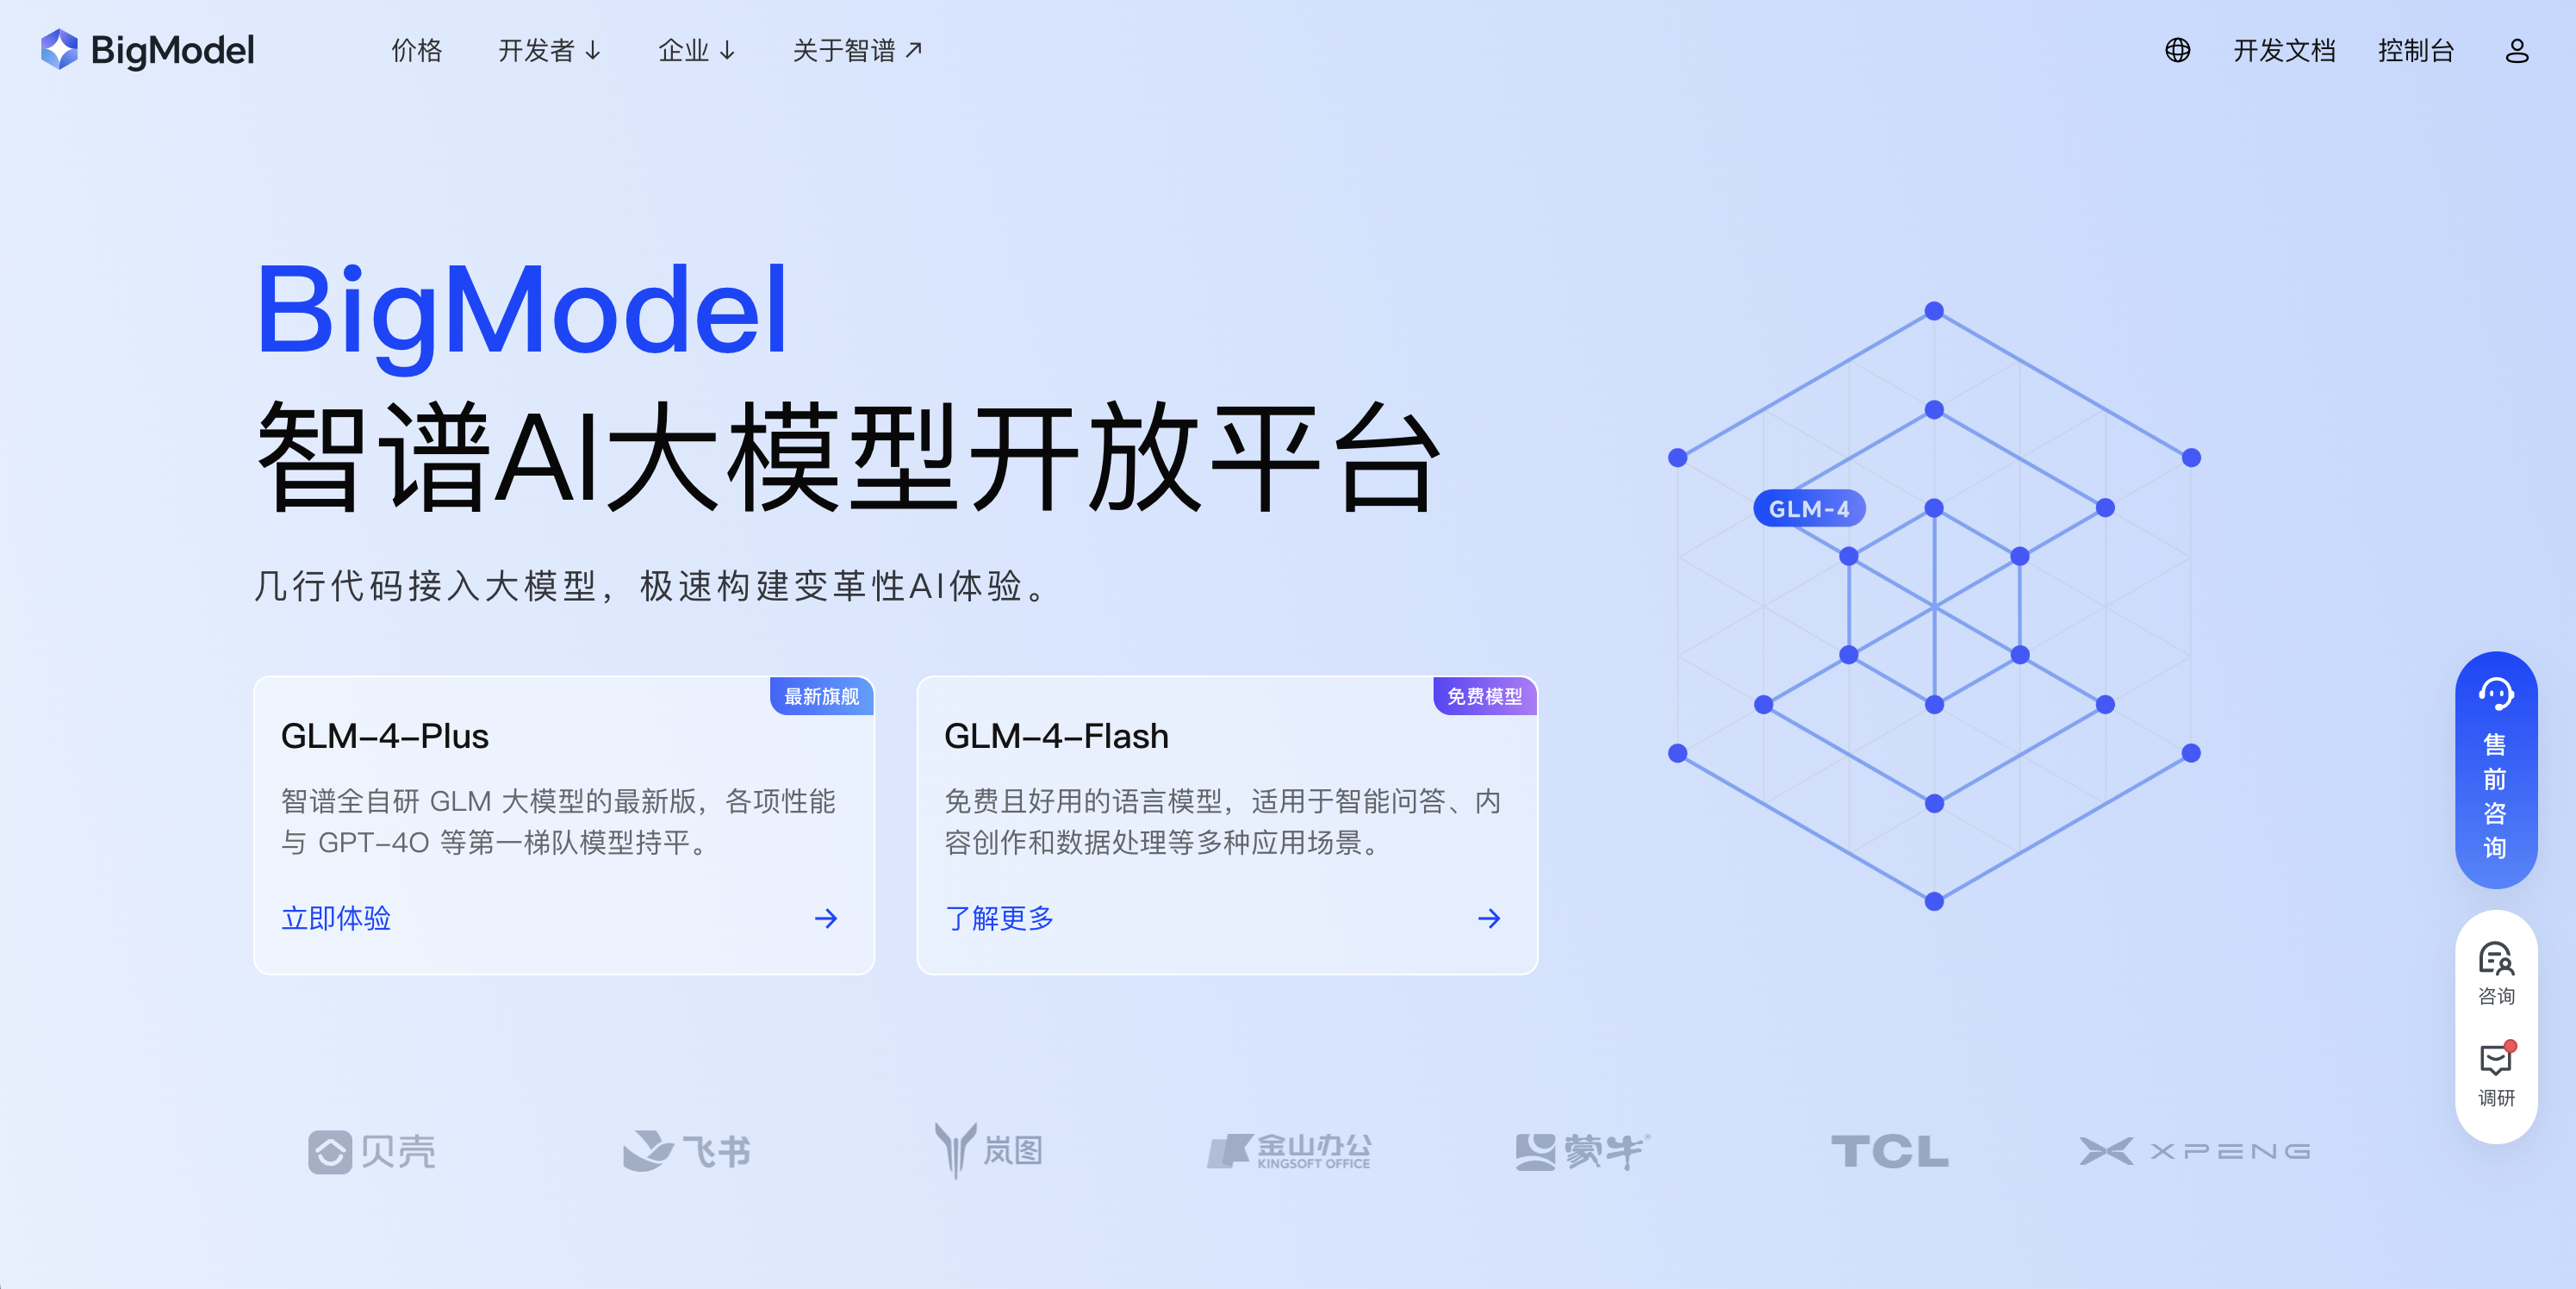 BigModel
价格
开发者
企业
关于智谱
开发文档
控制台
BigModel
智谱AI大模型开放平台
几行代码接入大模型，极速构建变革性AI体验。
GLM-4
最新旗舰
GLM-4-Plus
智谱全自研 GLM 大模型的最新版，各项性能
与 GPT-4O 等第一梯队模型持平。
立即体验
免费模型
GLM-4-Flash
免费且好用的语言模型，适用于智能问答、内
容创作和数据处理等多种应用场景。
了解更多
售
前
咨
询
咨询
调研
贝壳
飞书
岚图
金山办公
KINGSOFT OFFICE
蒙牛®
TCL
XPENG